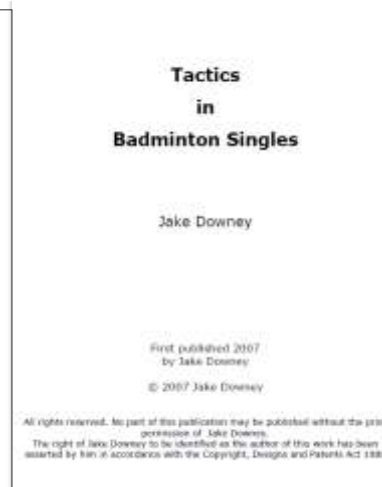 Tactics
in
Badminton Singles
Jake Downey
First published 2007
by Jake Downey
© 2007 Jake Downey
All rights reserved. No part of this publication may be published without the
permission of Jake Downey.
The right of Jake Downey to be identified as the author of this work has been
asserted by him in accordance with the Copyright, Designs and Patents Act